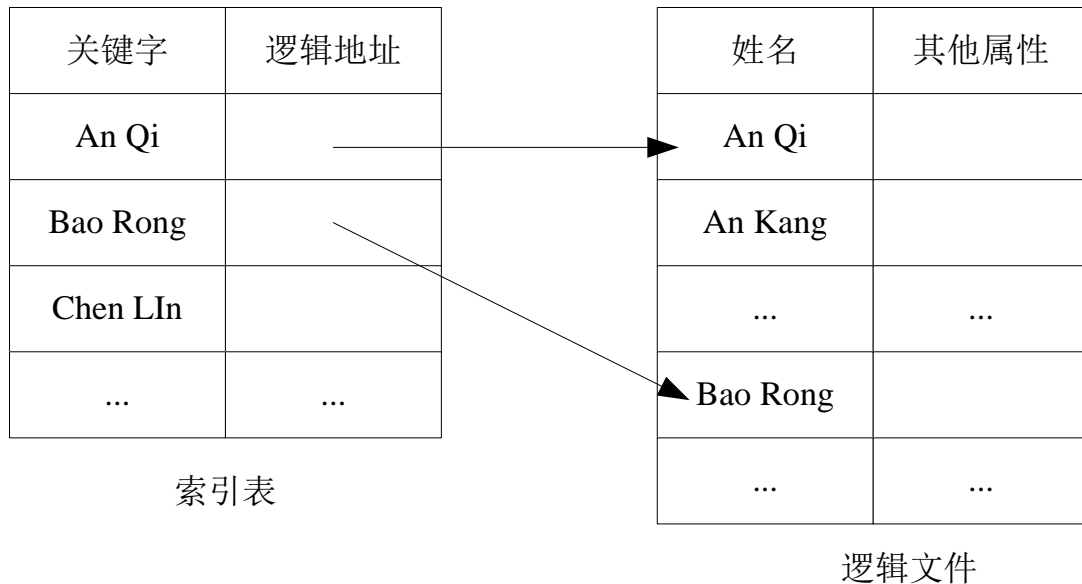 关键字 逻辑地址
An Qi
Bao Rong
Chen LIn
... ...
索引表
姓名 其他属性
An Qi
An Kang
... ...
Bao Rong
... ...
逻辑文件